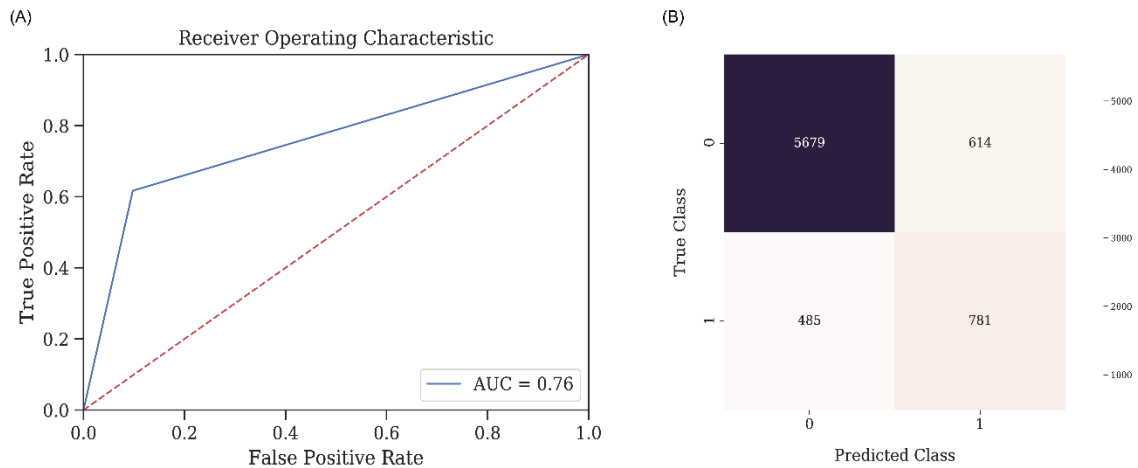 (A)
Receiver Operating Characteristic
1.0
0.8
0.6
0.4
0.2
0.0
True Positive Rate
AUC = 0.76
0.0 0.2 0.4 0.6 0.8 1.0
False Positive Rate
(B)
0
1
True Class
5679 614
485 781
0 1
Predicted Class
5000
4000
3000
2000
1000